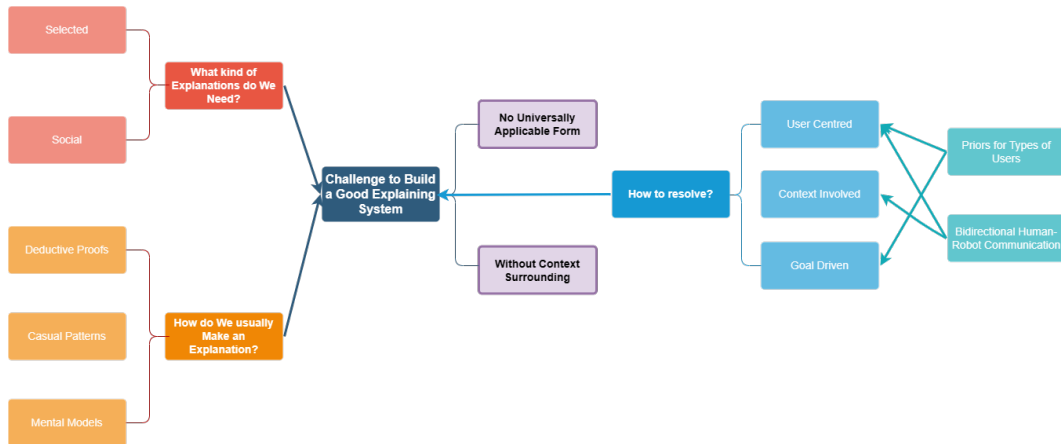 Selected
What kind of
Explanations do We
Need?
Social
Deductive Proofs
Casual Patterns
How do We usually
Make an
Explanation?
Mental Models
Challenge to Build
a Good Explaining
System
No Universally
Applicable Form
Without Context
Surrounding
How to resolve?
User Centred
Context Involved
Goal Driven
Priors for Types of
Users
Bidirectional Human-
Robot Communication